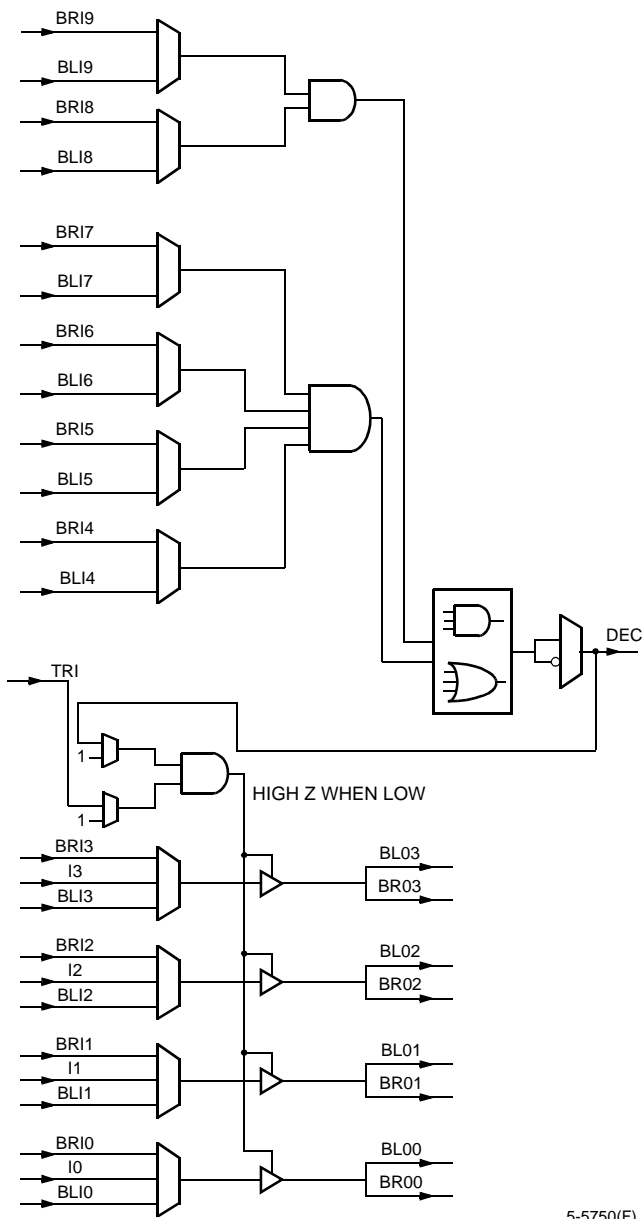 BRI9
BLI9
BRI8
BLI8
BRI7
BLI7
BRI6
BLI6
BRI5
BLI5
BRI4
BLI4
DEC
TRI
1
1
HIGH Z WHEN LOW
BRI3
I3
BLI3
BL03
BR03
BRI2
I2
BLI2
BL02
BR02
BRI1
I1
BLI1
BL01
BR01
BRI0
I0
BLI0
BL00
BR00
5-5750(F)